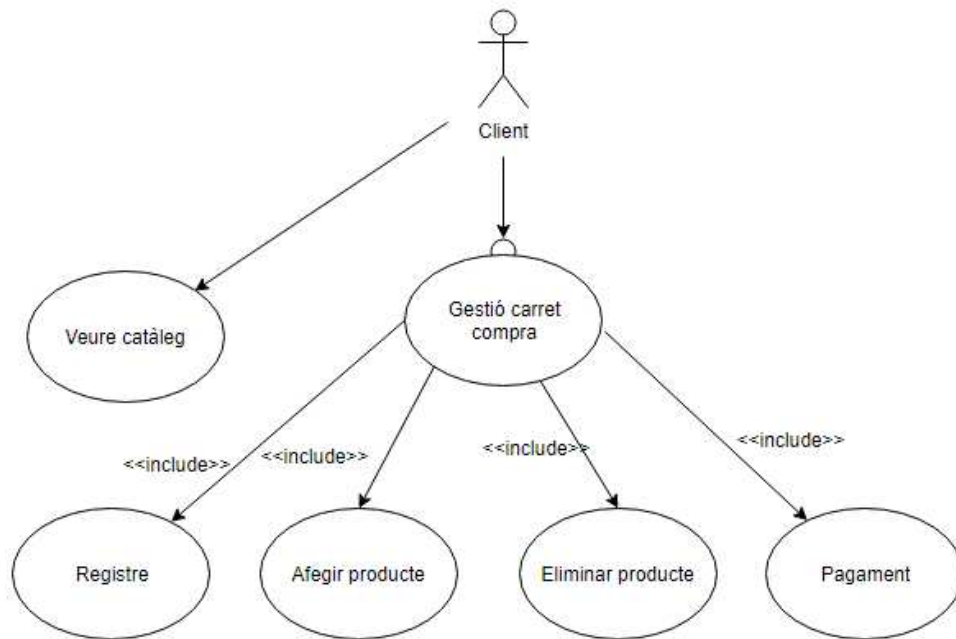 Client
Veure catàleg
Gestió carret
compra
<<include>>
<<include>>
<<include>>
<<include>>
Registre
Afegir producte
Eliminar producte
Pagament